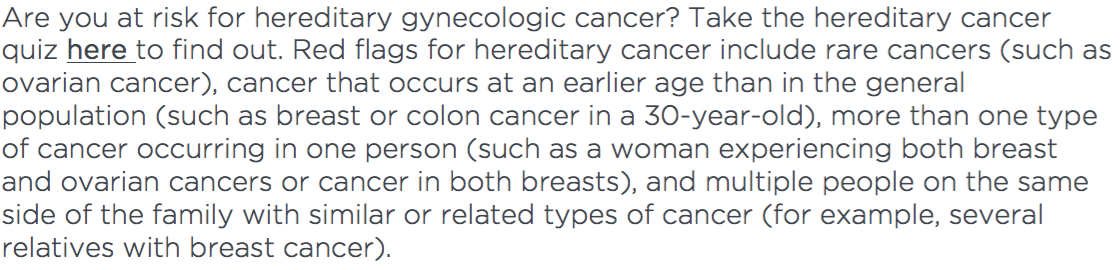 Are you at risk for hereditary gynecologic cancer? Take the hereditary cancer
quiz here to find out. Red flags for hereditary cancer include rare cancers (such as
ovarian cancer), cancer that occurs at an earlier age than in the general
population (such as breast or colon cancer in a 30-year-old), more than one type
of cancer occurring in one person (such as a woman experiencing both breast
and ovarian cancers or cancer in both breasts), and multiple people on the same
side of the family with similar or related types of cancer (for example, several
relatives with breast cancer).